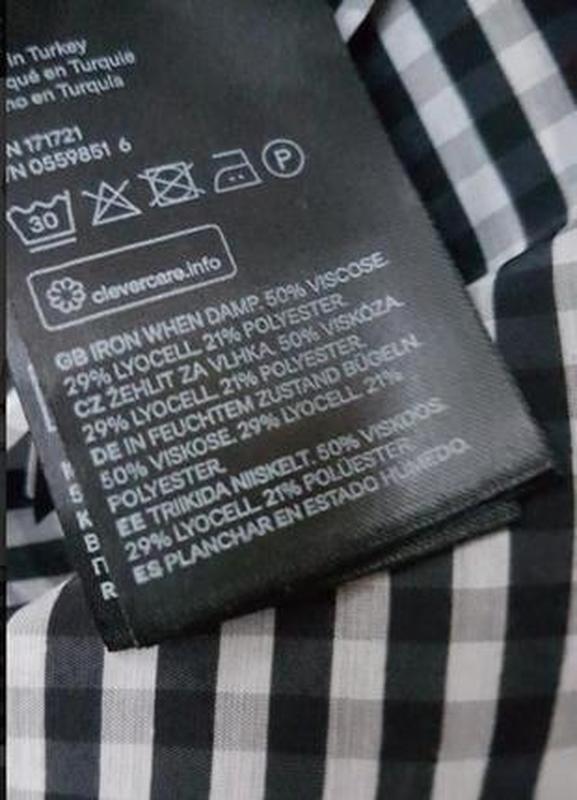 in Turkey
qué en Turquie
no en Turquía
N 171721
/N 0559851 6
30
P
clevercare.info
GB IRON WHEN DAMP. 50% VISCOSE.
29% LYOCELL. 21% POLYESTER.
CZ ŽEHLIT ZA VLHKA. 50% VISKÓZA.
29% LYOCELL. 21% POLYESTER.
DE IN FEUCHTEM ZUSTAND BÜGELN.
50% VISKOSE. 29% LYOCELL. 21%
POLYESTER.
EE TRIIKIDA NIISKELT. 50% VISKOOS.
29% LYOCELL. 21% POLÜESTER.
ES PLANCHAR EN ESTADO HÚMEDO.
5
K
B
П
R